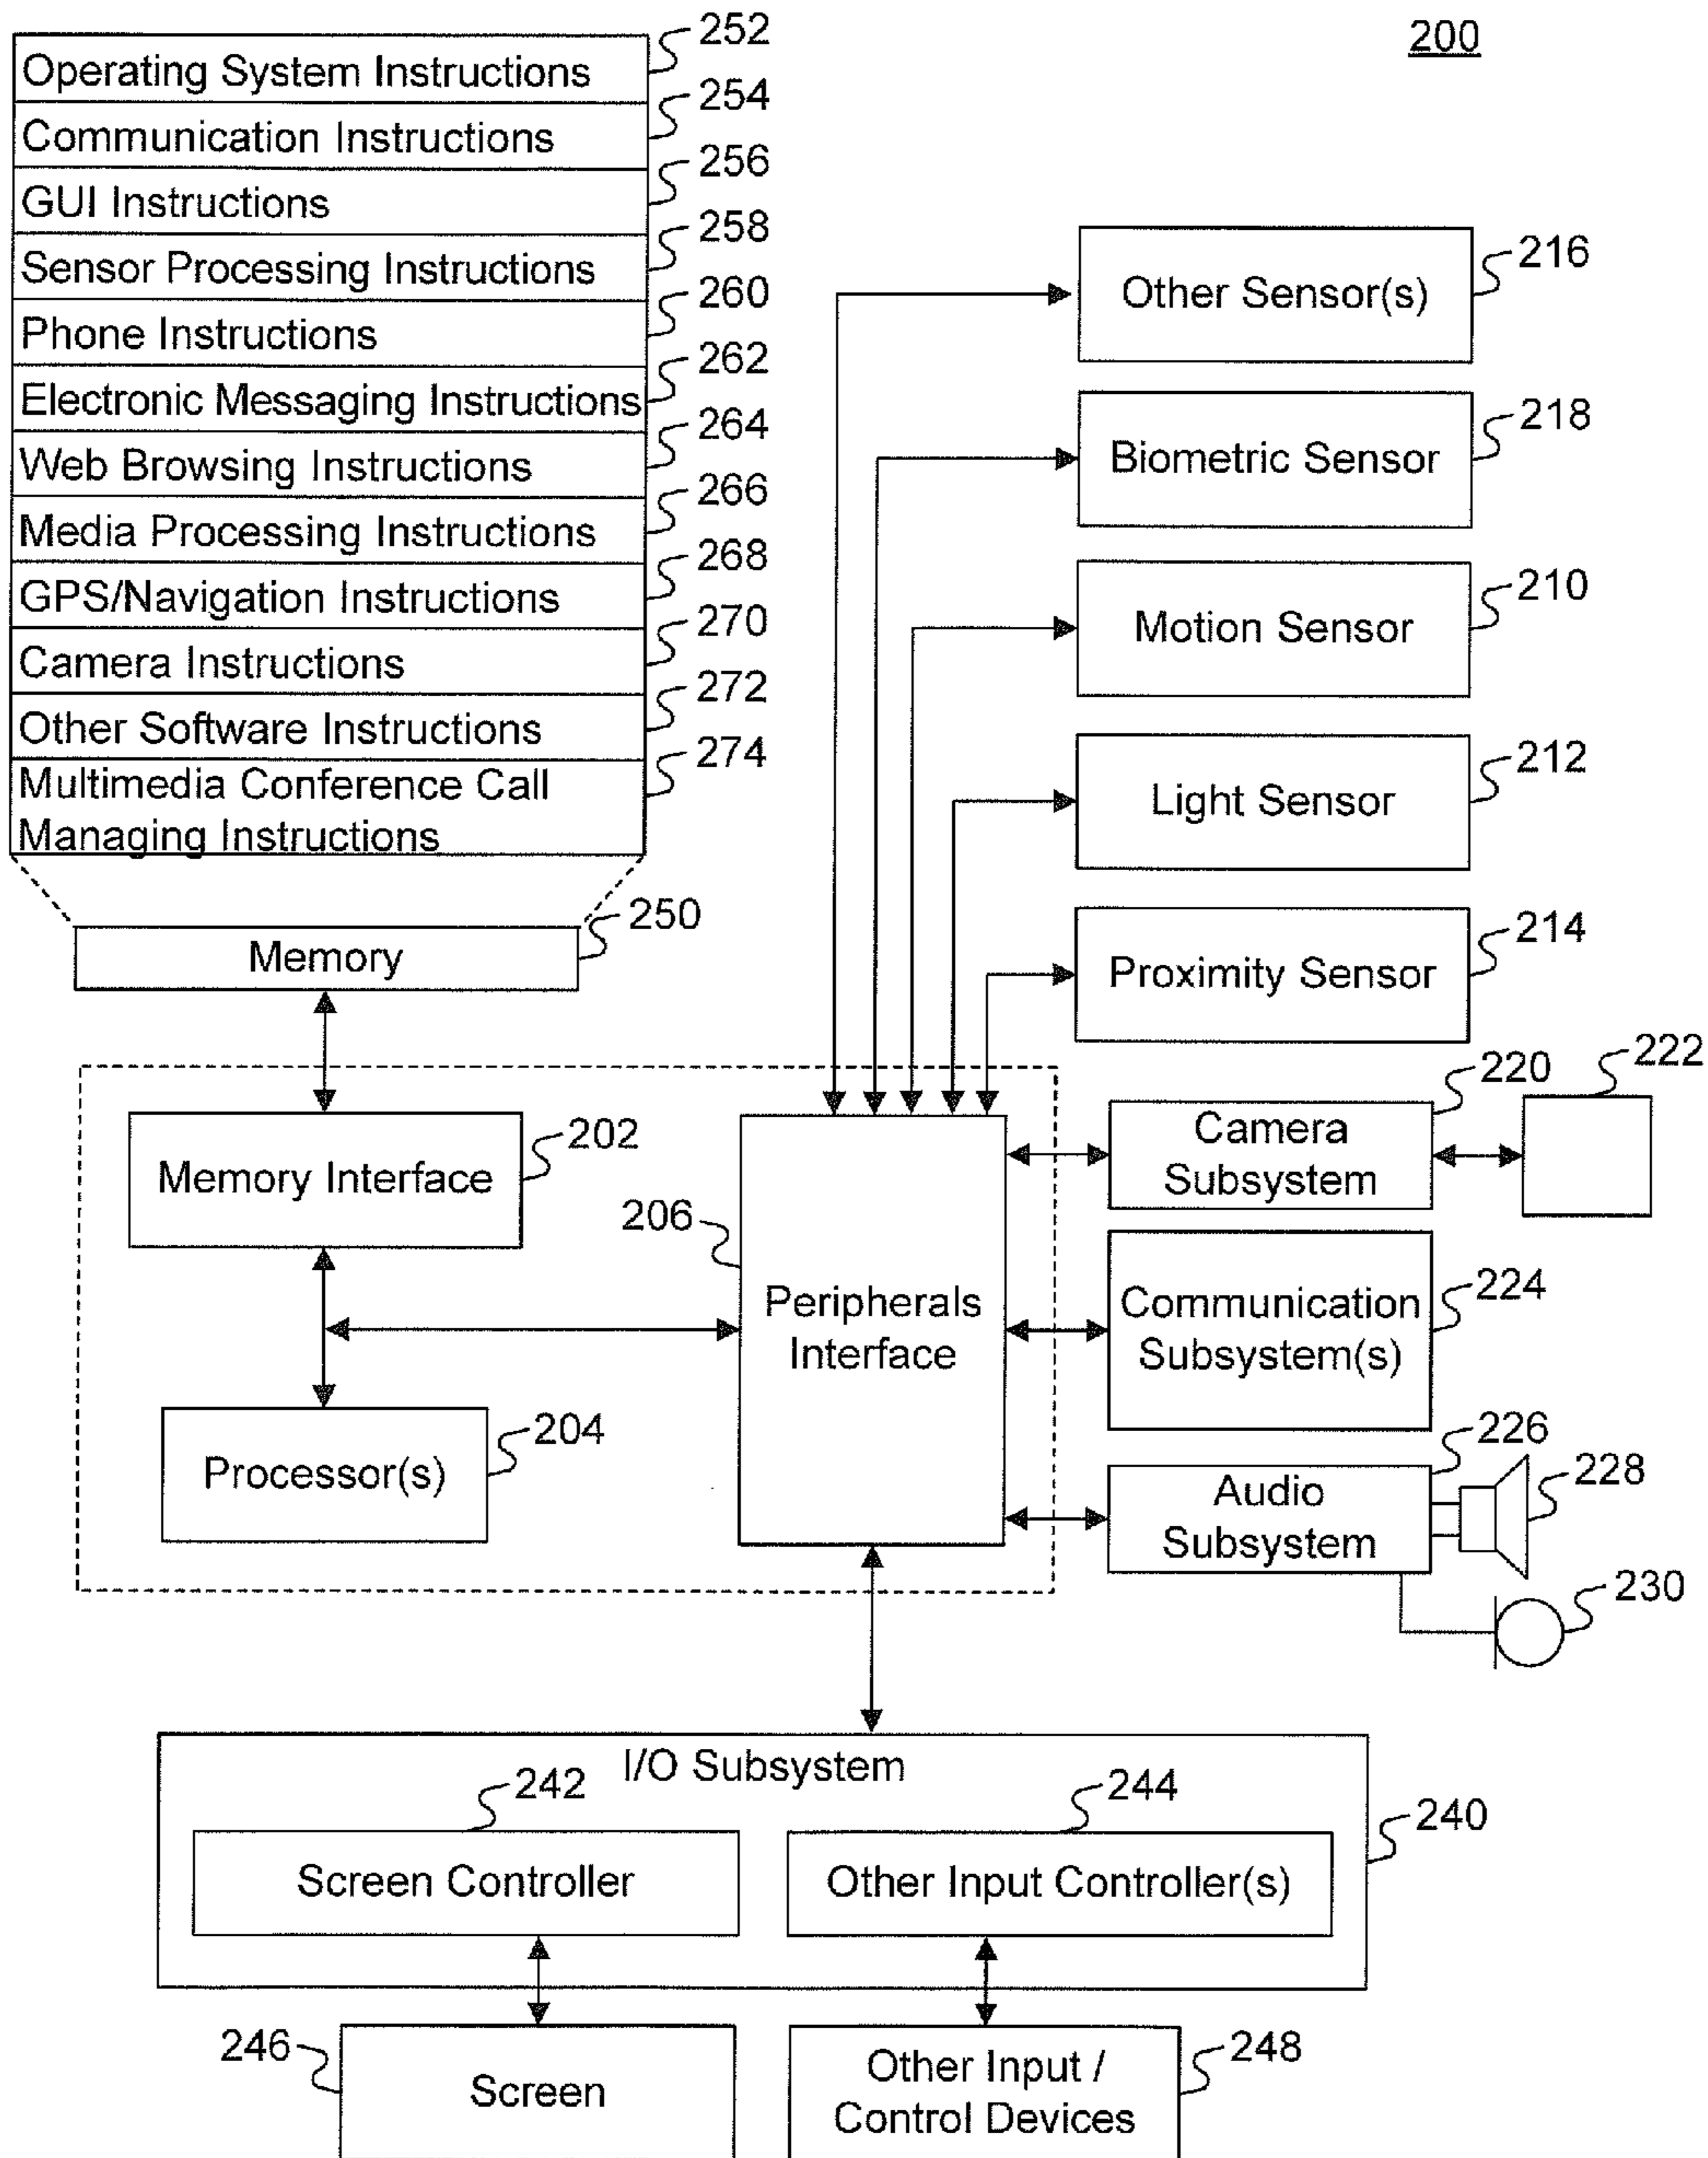 200
Operating System Instructions
252
Communication Instructions
254
GUI Instructions
256
Sensor Processing Instructions
258
Phone Instructions
260
Electronic Messaging Instructions
262
Web Browsing Instructions
264
Media Processing Instructions
266
GPS/Navigation Instructions
268
Camera Instructions
270
Other Software Instructions
272
Multimedia Conference Call
Managing Instructions
274
Memory
250
Other Sensor(s)
216
Biometric Sensor
218
Motion Sensor
210
Light Sensor
212
Proximity Sensor
214
Memory Interface
202
Processor(s)
204
206
Peripherals
Interface
Camera
Subsystem
220
222
Communication
Subsystem(s)
224
Audio
Subsystem
226
228
230
I/O Subsystem
240
242
Screen Controller
244
Other Input Controller(s)
246
Screen
Other Input /
Control Devices
248